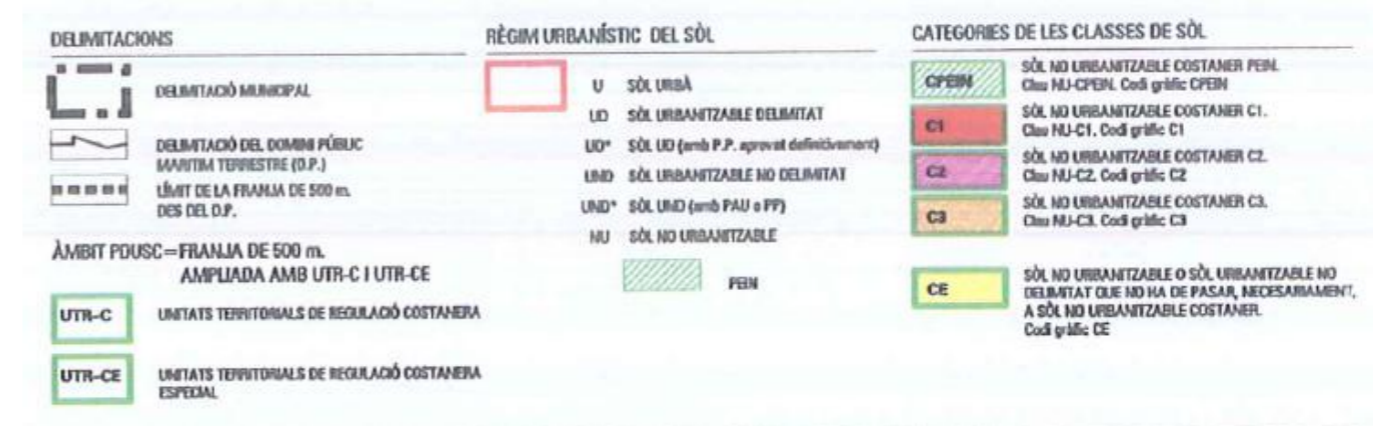 DELIMITACIONS
DELIMITACIÓ MUNICIPAL
DELIMITACIÓ DEL DOMINI PÚBLIC
MARITIM TERRESTRE (D.P.)
LÍMIT DE LA FRANJA DE 500 m.
DES DEL D.P.
ÀMBIT PDUSC=FRANJA DE 500 m.
AMPLIADA AMB UTR-C I UTR-CE
UTR-C UNITATS TERRITORIALS DE REGULACIÓ COSTANERA
UTR-CE UNITATS TERRITORIALS DE REGULACIÓ COSTANERA
ESPECIAL
RÈGIM URBANÍSTIC DEL SÒL
U SÒL URBÀ
UD SÒL URBANITZABLE DELIMITAT
UD* SÒL UD (amb P.P. aprovat definitivament)
UND SÒL URBANITZABLE NO DELIMITAT
UND* SÒL UND (amb PAU o PP)
NU SÒL NO URBANITZABLE
PEIN
CATEGORIES DE LES CLASSES DE SÒL
CPEIN SÒL NO URBANITZABLE COSTANER PEIN.
Clau NU-CPEIN. Codi gràfic CPEIN
C1 SÒL NO URBANITZABLE COSTANER C1.
Clau NU-C1. Codi gràfic C1
C2 SÒL NO URBANITZABLE COSTANER C2.
Clau NU-C2. Codi gràfic C2
C3 SÒL NO URBANITZABLE COSTANER C3.
Clau NU-C3. Codi gràfic C3
CE SÒL NO URBANITZABLE O SÒL URBANITZABLE NO
DELIMITAT QUE NO HA DE PASAR, NECESARIAMENT,
A SÒL NO URBANITZABLE COSTANER.
Codi gràfic CE